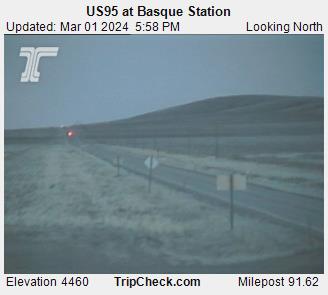 US95 at Basque Station
Updated: Mar 01 2024  5:58 PM
Looking North
Elevation 4460
TripCheck.com
Milepost 91.62